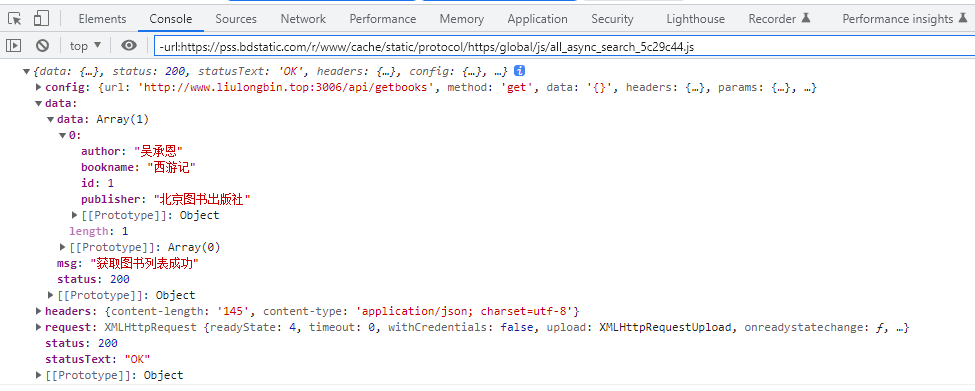 Elements Console Sources Network Performance Memory Application Security Lighthouse Recorder Performance insights
top ▼ -url:https://pss.bdstatic.com/r/www/cache/static/protocol/https/global/js/all_async_search_5c29c44.js
▼{data: {…}, status: 200, statusText: 'OK', headers: {…}, config: {…}, …} i
▶config: {url: 'http://www.liulongbin.top:3006/api/getbooks', method: 'get', data: '{}', headers: {…}, params: {…}, …}
▼data:
▼data: Array(1)
▼0:
author: "吴承恩"
bookname: "西游记"
id: 1
publisher: "北京图书出版社"
▶[[Prototype]]: Object
length: 1
▶[[Prototype]]: Array(0)
msg: "获取图书列表成功"
status: 200
▶[[Prototype]]: Object
▶headers: {content-length: '145', content-type: 'application/json; charset=utf-8'}
▶request: XMLHttpRequest {readyState: 4, timeout: 0, withCredentials: false, upload: XMLHttpRequestUpload, onreadystatechange: ƒ, …}
status: 200
statusText: "OK"
▶[[Prototype]]: Object